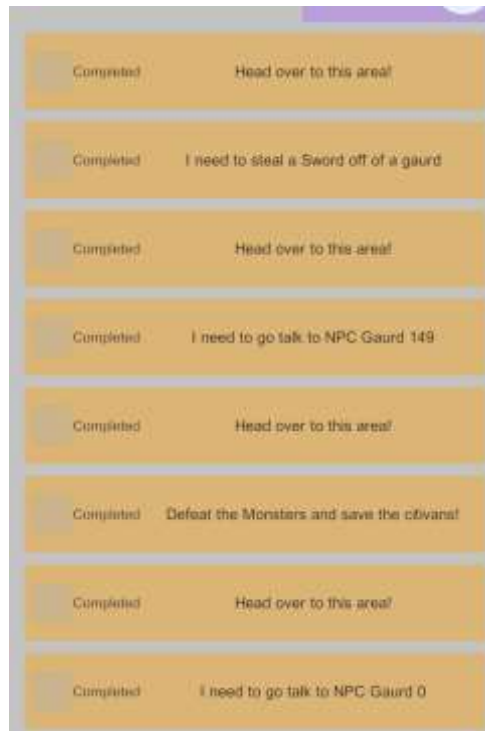 Completed Head over to this area!
Completed I need to steal a Sword off of a gaurd
Completed Head over to this area!
Completed I need to go talk to NPC Gaurd 149
Completed Head over to this area!
Completed Defeat the Monsters and save the citivans!
Completed Head over to this area!
Completed I need to go talk to NPC Gaurd 0